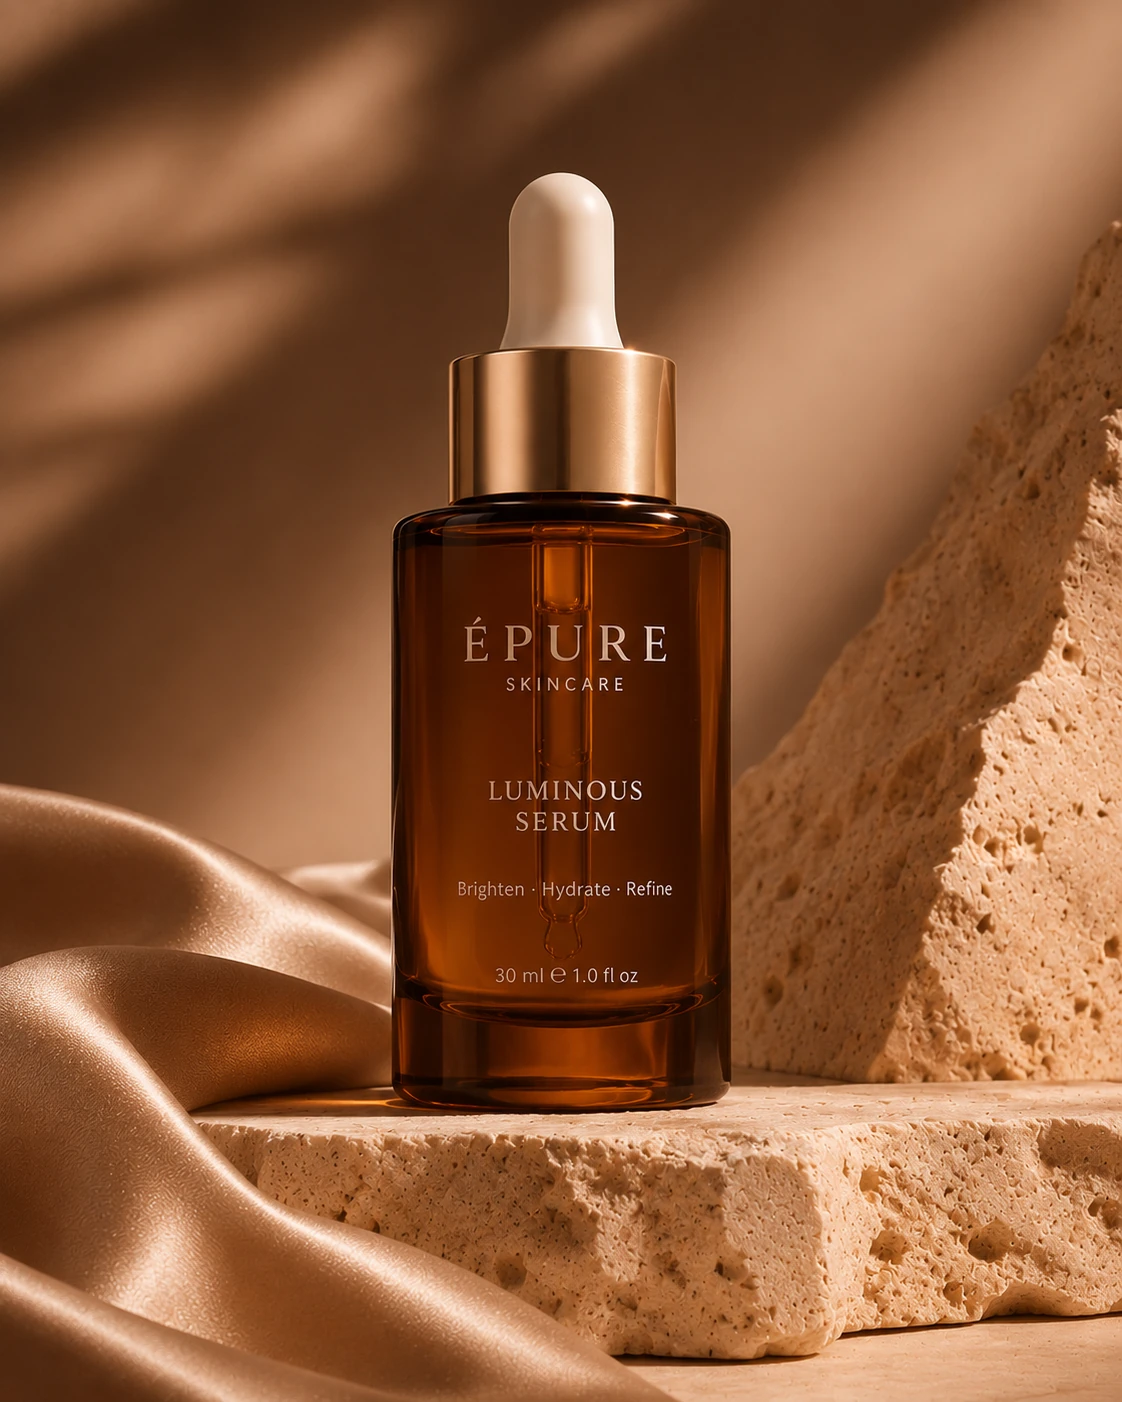 ÉPURE
SKINCARE
LUMINOUS
SERUM
Brighten · Hydrate · Refine
30 ml ℮ 1.0 fl oz